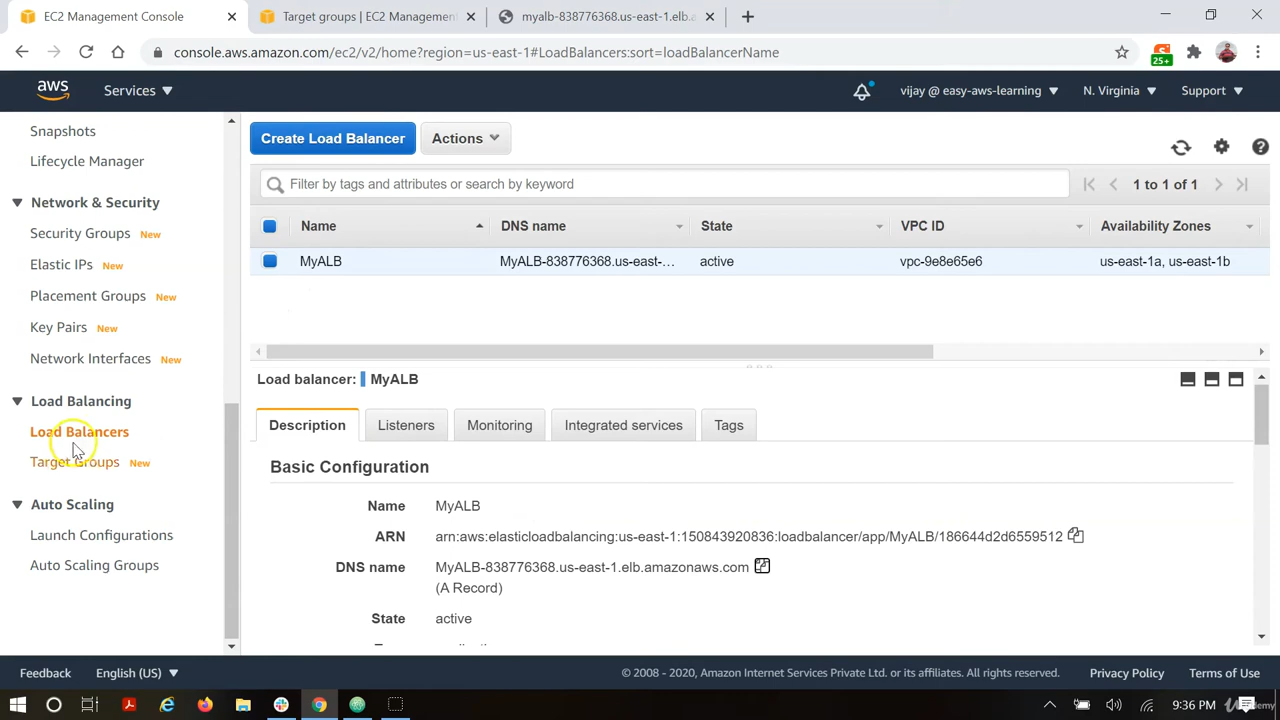 EC2 Management Console
Target groups | EC2 Management
myalb-838776368.us-east-1.elb.a
console.aws.amazon.com/ec2/v2/home?region=us-east-1#LoadBalancers:sort=loadBalancerName
25+
aws Services vijay @ easy-aws-learning N. Virginia Support
Snapshots
Lifecycle Manager
Network & Security
Security Groups New
Elastic IPs New
Placement Groups New
Key Pairs New
Network Interfaces New
Load Balancing
Load Balancers
Target Groups New
Auto Scaling
Launch Configurations
Auto Scaling Groups
Create Load Balancer Actions
Filter by tags and attributes or search by keyword 1 to 1 of 1
Name DNS name State VPC ID Availability Zones
MyALB MyALB-838776368.us-east-... active vpc-9e8e65e6 us-east-1a, us-east-1b
Load balancer: MyALB
Description Listeners Monitoring Integrated services Tags
Basic Configuration
Name MyALB
ARN arn:aws:elasticloadbalancing:us-east-1:150843920836:loadbalancer/app/MyALB/186644d2d6559512
DNS name MyALB-838776368.us-east-1.elb.amazonaws.com
(A Record)
State active
Feedback English (US) © 2008 - 2020, Amazon Internet Services Private Ltd. or its affiliates. All rights reserved. Privacy Policy Terms of Use
9:36 PM